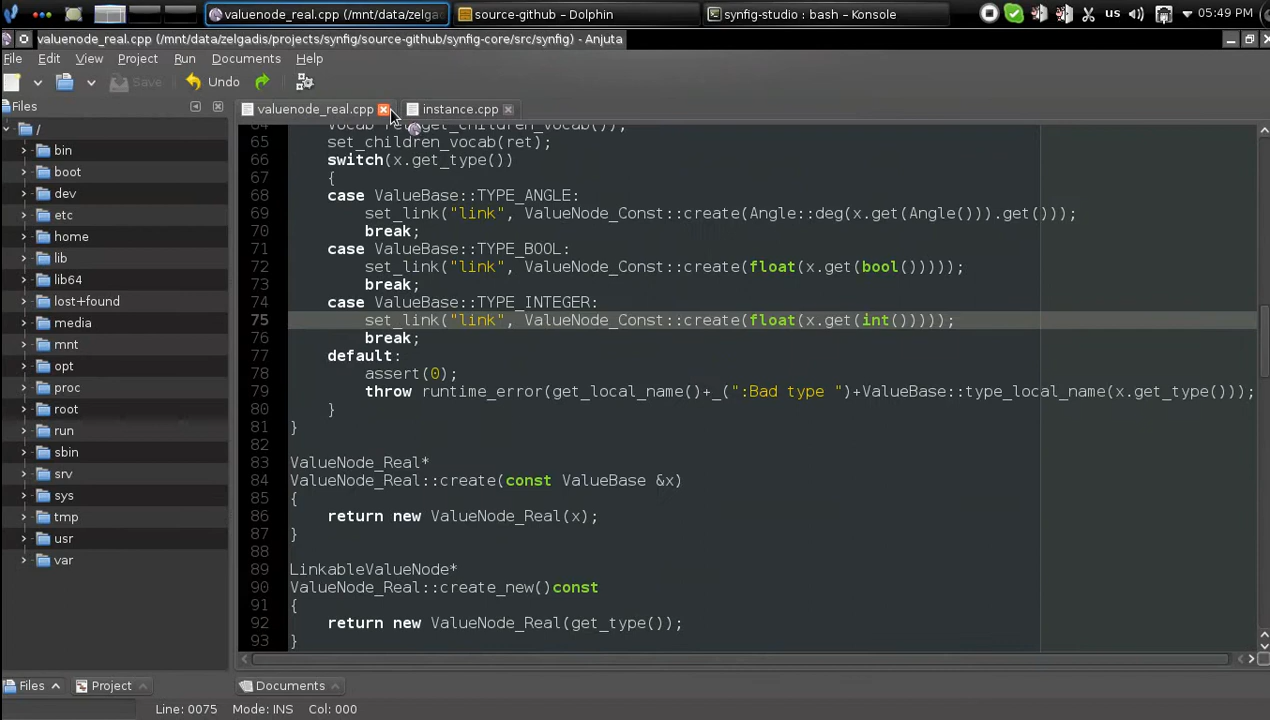 valuenode_real.cpp (/mnt/data/zelga
source-github : Dolphin
synfig-studio : bash – Konsole
us
05:49 PM
valuenode_real.cpp (/mnt/data/zelgadis/projects/synfig/source-github/synfig-core/src/synfig) - Anjuta
File Edit View Project Run Documents Help
Save Undo
Files
valuenode_real.cpp
instance.cpp
/
bin
boot
dev
etc
home
lib
lib64
lost+found
media
mnt
opt
proc
root
run
sbin
srv
sys
tmp
usr
var
64 vocab ret(get_children_vocab());
65 set_children_vocab(ret);
66 switch(x.get_type())
67 {
68 case ValueBase::TYPE_ANGLE:
69 set_link("link", ValueNode_Const::create(Angle::deg(x.get(Angle())).get()));
70 break;
71 case ValueBase::TYPE_BOOL:
72 set_link("link", ValueNode_Const::create(float(x.get(bool()))));
73 break;
74 case ValueBase::TYPE_INTEGER:
75 set_link("link", ValueNode_Const::create(float(x.get(int()))));
76 break;
77 default:
78 assert(0);
79 throw runtime_error(get_local_name()+_(":Bad type ")+ValueBase::type_local_name(x.get_type()));
80 }
81 }
82
83 ValueNode_Real*
84 ValueNode_Real::create(const ValueBase &x)
85 {
86 return new ValueNode_Real(x);
87 }
88
89 LinkableValueNode*
90 ValueNode_Real::create_new()const
91 {
92 return new ValueNode_Real(get_type());
93 }
Files
Project
Documents
Line: 0075 Mode: INS Col: 000